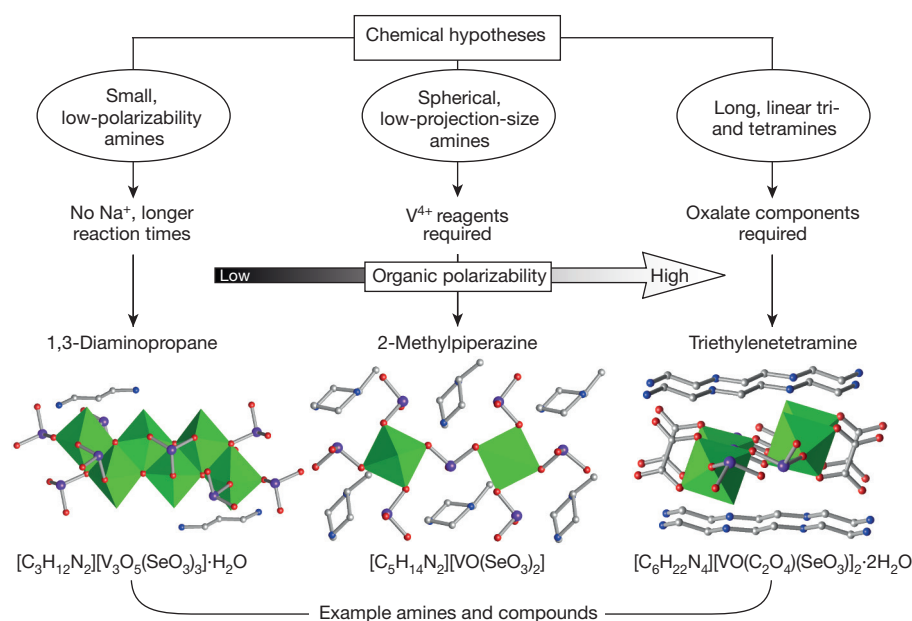 Chemical hypotheses
Small,
low-polarizability
amines
Spherical,
low-projection-size
amines
Long, linear tri-
and tetramines
No Na⁺, longer
reaction times
V⁴⁺ reagents
required
Oxalate components
required
Low
Organic polarizability
High
1,3-Diaminopropane
2-Methylpiperazine
Triethylenetetramine
[C₃H₁₂N₂][V₃O₅(SeO₃)₃]·H₂O
[C₅H₁₄N₂][VO(SeO₃)₂]
[C₆H₂₂N₄][VO(C₂O₄)(SeO₃)]₂·2H₂O
Example amines and compounds